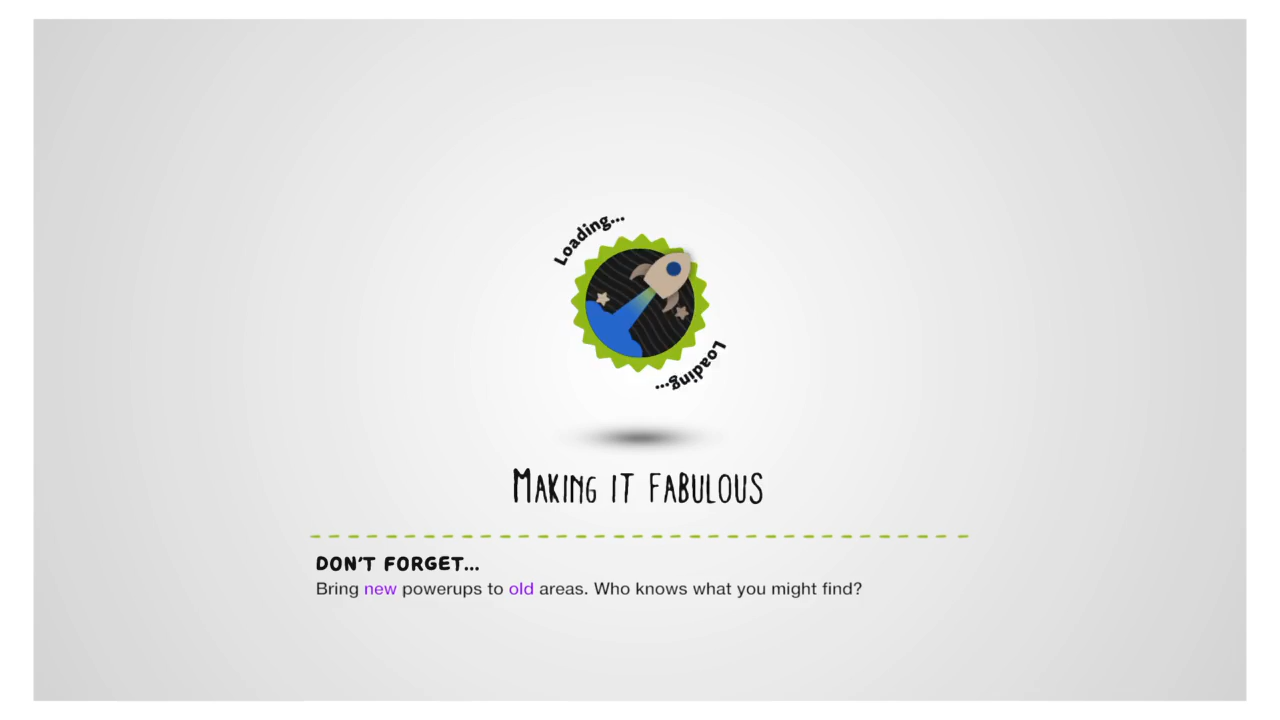 Loading...
Loading...
MAKING IT FABULOUS
DON'T FORGET...
Bring new powerups to old areas. Who knows what you might find?